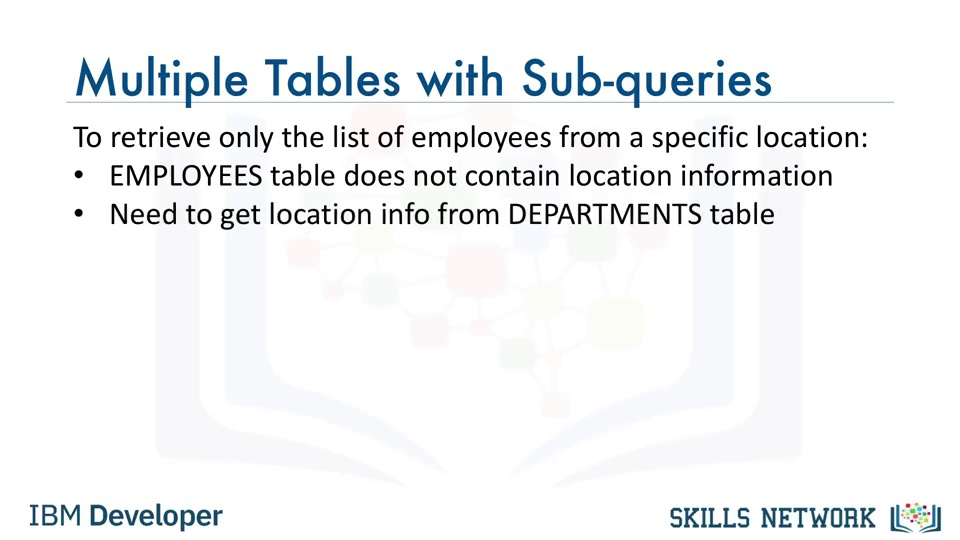 Multiple Tables with Sub-queries
To retrieve only the list of employees from a specific location:
• EMPLOYEES table does not contain location information
• Need to get location info from DEPARTMENTS table
IBM Developer
SKILLS NETWORK